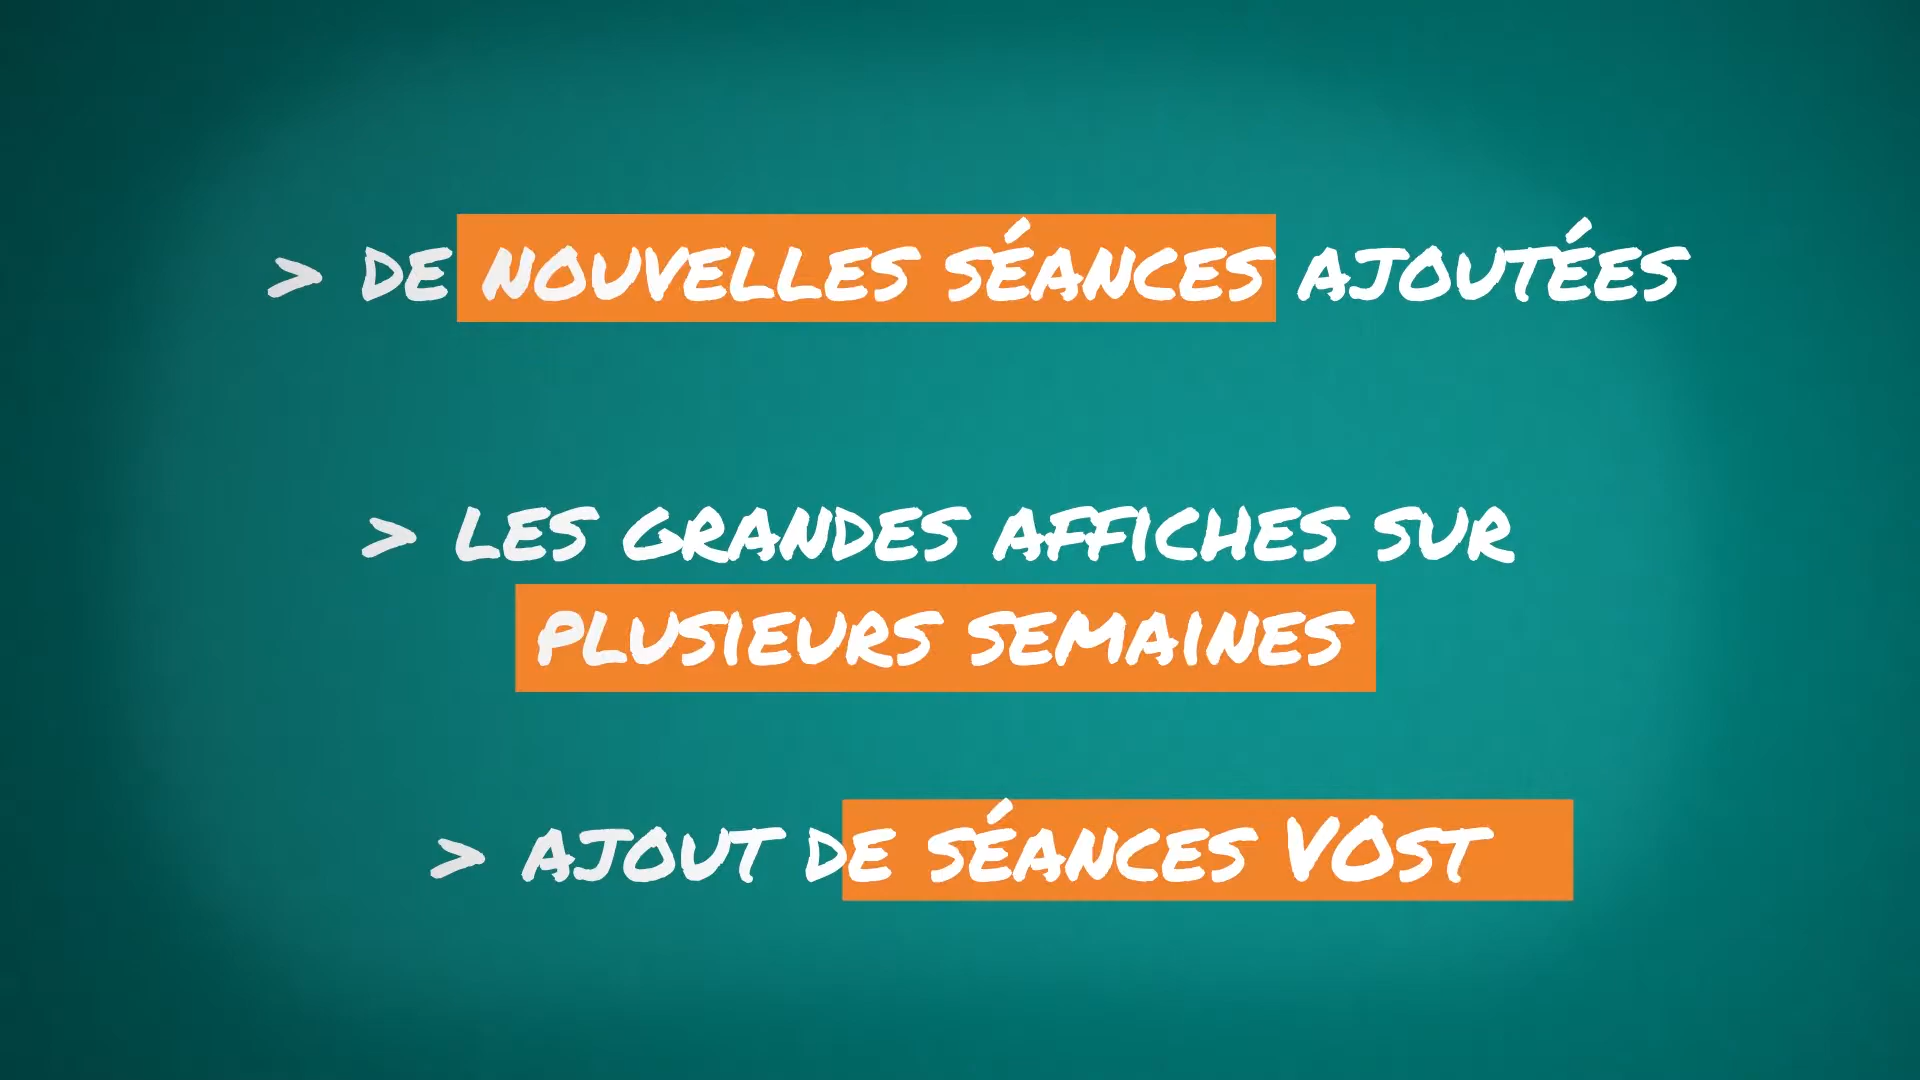 > DE NOUVELLES SÉANCES AJOUTÉES
> LES GRANDES AFFICHES SUR
PLUSIEURS SEMAINES
> AJOUT DE SÉANCES VOST